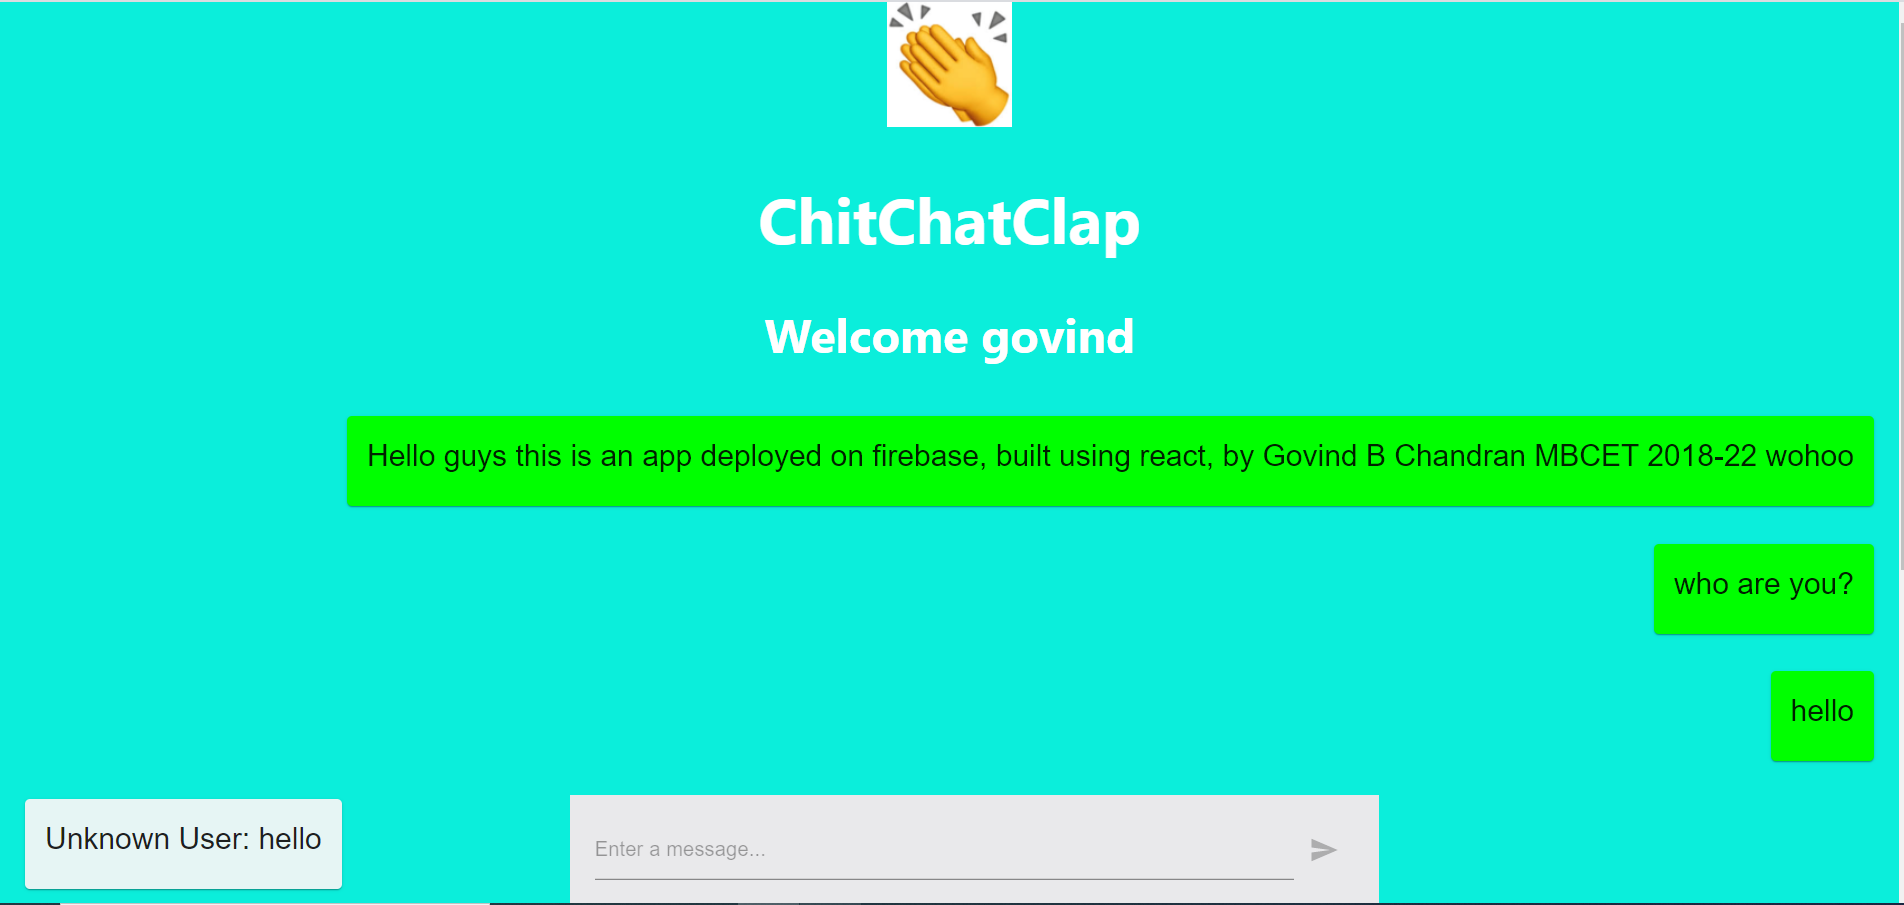 ChitChatClap
Welcome govind
Hello guys this is an app deployed on firebase, built using react, by Govind B Chandran MBCET 2018-22 wohoo
who are you?
hello
Unknown User: hello
Enter a message...